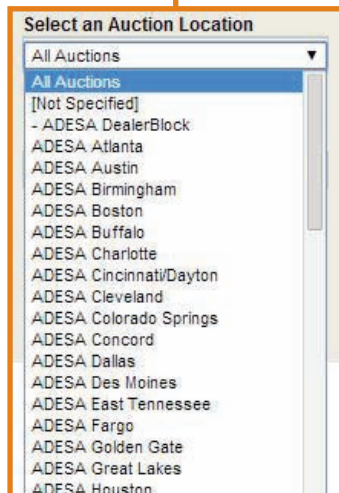 Select an Auction Location
All Auctions
All Auctions
[Not Specified]
- ADESA DealerBlock
ADESA Atlanta
ADESA Austin
ADESA Birmingham
ADESA Boston
ADESA Buffalo
ADESA Charlotte
ADESA Cincinnati/Dayton
ADESA Cleveland
ADESA Colorado Springs
ADESA Concord
ADESA Dallas
ADESA Des Moines
ADESA East Tennessee
ADESA Fargo
ADESA Golden Gate
ADESA Great Lakes
ADESA Houston